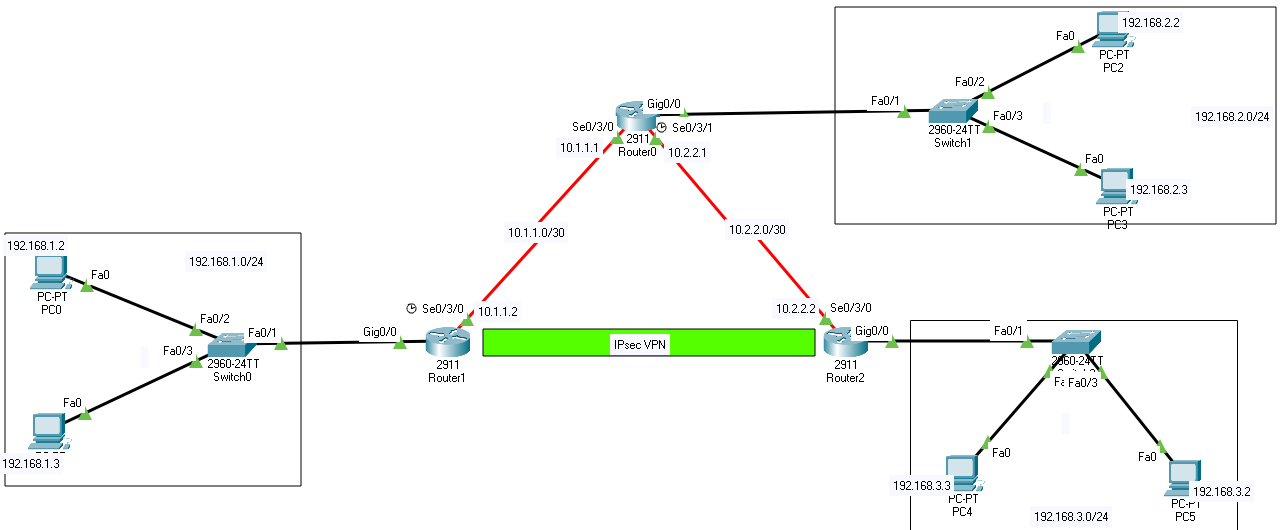 192.168.2.2
Fa0
PC-PT
PC2
Fa0/2
Fa0/1
Gig0/0
Fa0/3
192.168.2.0/24
Se0/3/0
Se0/3/1
2911
Router0
2960-24TT
Switch1
10.1.1.1
10.2.2.1
Fa0
192.168.2.3
PC-PT
PC3
10.1.1.0/30
10.2.2.0/30
192.168.1.2
192.168.1.0/24
Fa0
PC-PT
PC0
Fa0/2
Fa0/1
Fa0/3
2960-24TT
Switch0
Fa0
192.168.1.3
Se0/3/0
10.1.1.2
Gig0/0
2911
Router1
IPsec VPN
10.2.2.2
Se0/3/0
Gig0/0
2911
Router2
Fa0/1
2960-24TT
Fa0/3
Fa0
Fa0
192.168.3.3
PC-PT
PC4
192.168.3.2
PC-PT
PC5
192.168.3.0/24